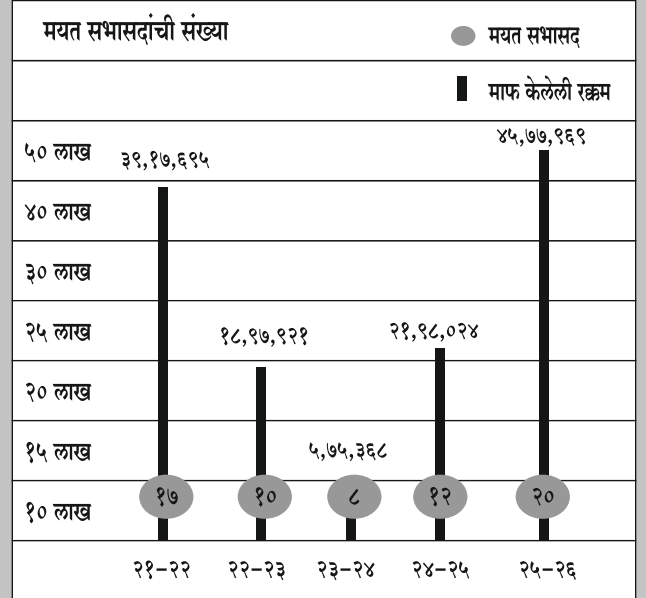 मयत सभासदांची संख्या
मयत सभासद
माफ केलेली रक्कम
५० लाख
४० लाख
३० लाख
२५ लाख
२० लाख
१५ लाख
१० लाख
३९,१७,६९५
१८,९७,९२१
५,७५,३६८
२१,९८,०२४
४५,७७,९६९
१७
१०
८
१२
२०
२१-२२
२२-२३
२३-२४
२४-२५
२५-२६